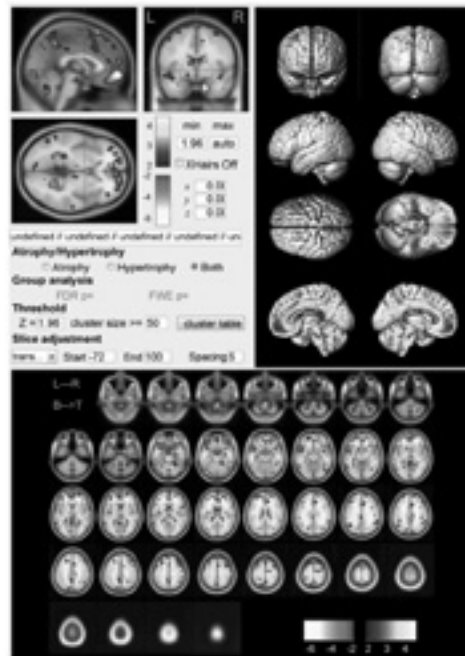 L R
min max
1.96 auto
XHairs Off
x 0.0
y 0.0
z 0.0
undefined // undefined // undefined // un
Atrophy/Hypertrophy
Atrophy Hypertrophy Both
Group analysis
FDR p= FWE p=
Threshold
Z = 1.96 cluster size >= 50 cluster table
Slice adjustment
trans. Start -72 End 100 Spacing 5
L→R
B→T
-6 -4 -2 2 3 4